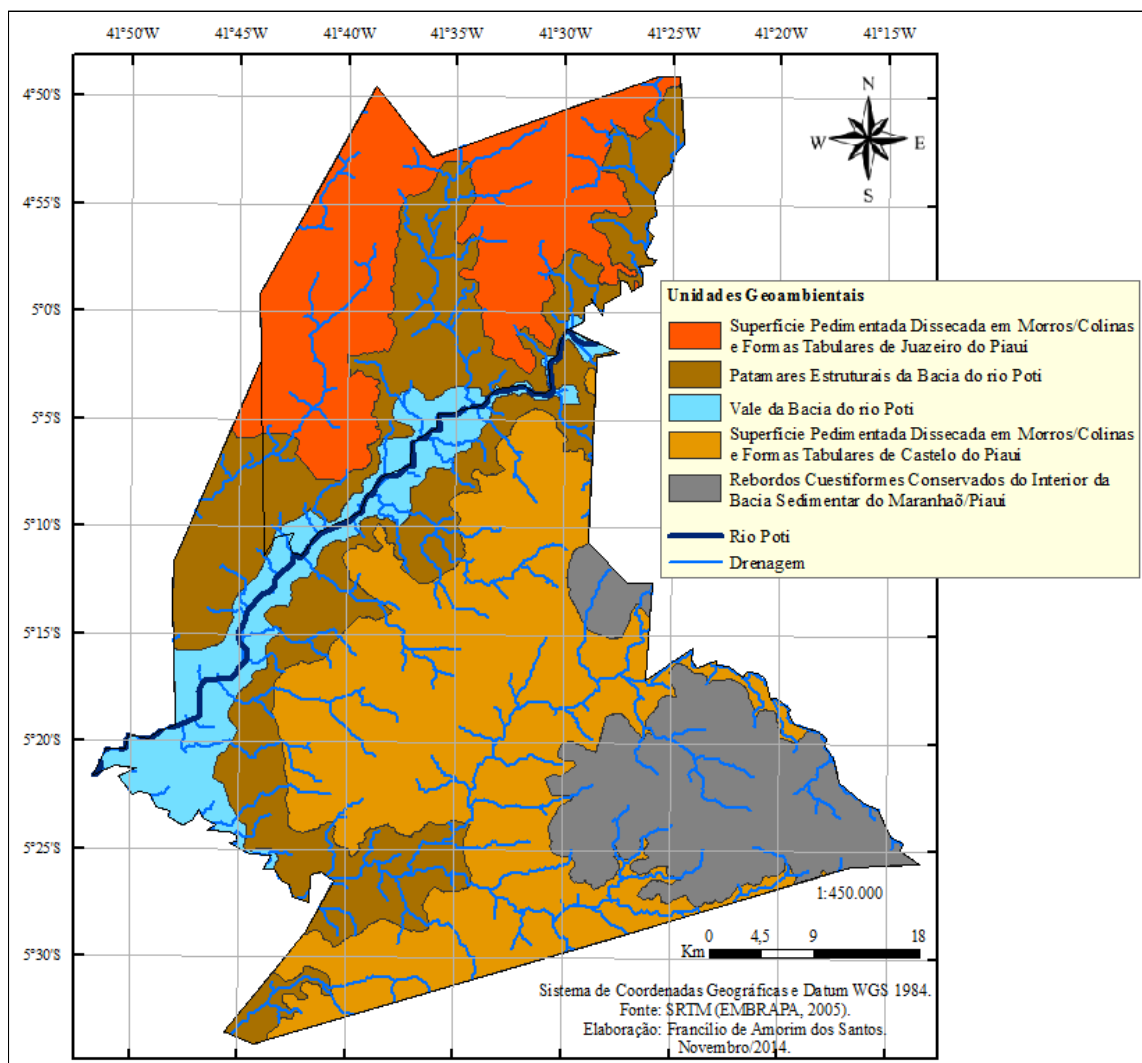 41°50'W 41°45'W 41°40'W 41°35'W 41°30'W 41°25'W 41°20'W 41°15'W
4°50'S
4°55'S
5°0'S
5°5'S
5°10'S
5°15'S
5°20'S
5°25'S
5°30'S
N
W E
S
Unidades Geoambientais
Superfície Pedimentada Dissecada em Morros/Colinas
e Formas Tabulares de Juazeiro do Piauí
Patamares Estruturais da Bacia do rio Poti
Vale da Bacia do rio Poti
Superfície Pedimentada Dissecada em Morros/Colinas
e Formas Tabulares de Castelo do Piauí
Rebordos Cuestiformes Conservados do Interior da
Bacia Sedimentar do Maranhaõ/Piauí
Rio Poti
Drenagem
1:450.000
0 4,5 9 18
Km
Sistema de Coordenadas Geográficas e Datum WGS 1984.
Fonte: SRTM (EMBRAPA, 2005).
Elaboração: Francílio de Amorim dos Santos.
Novembro/2014.